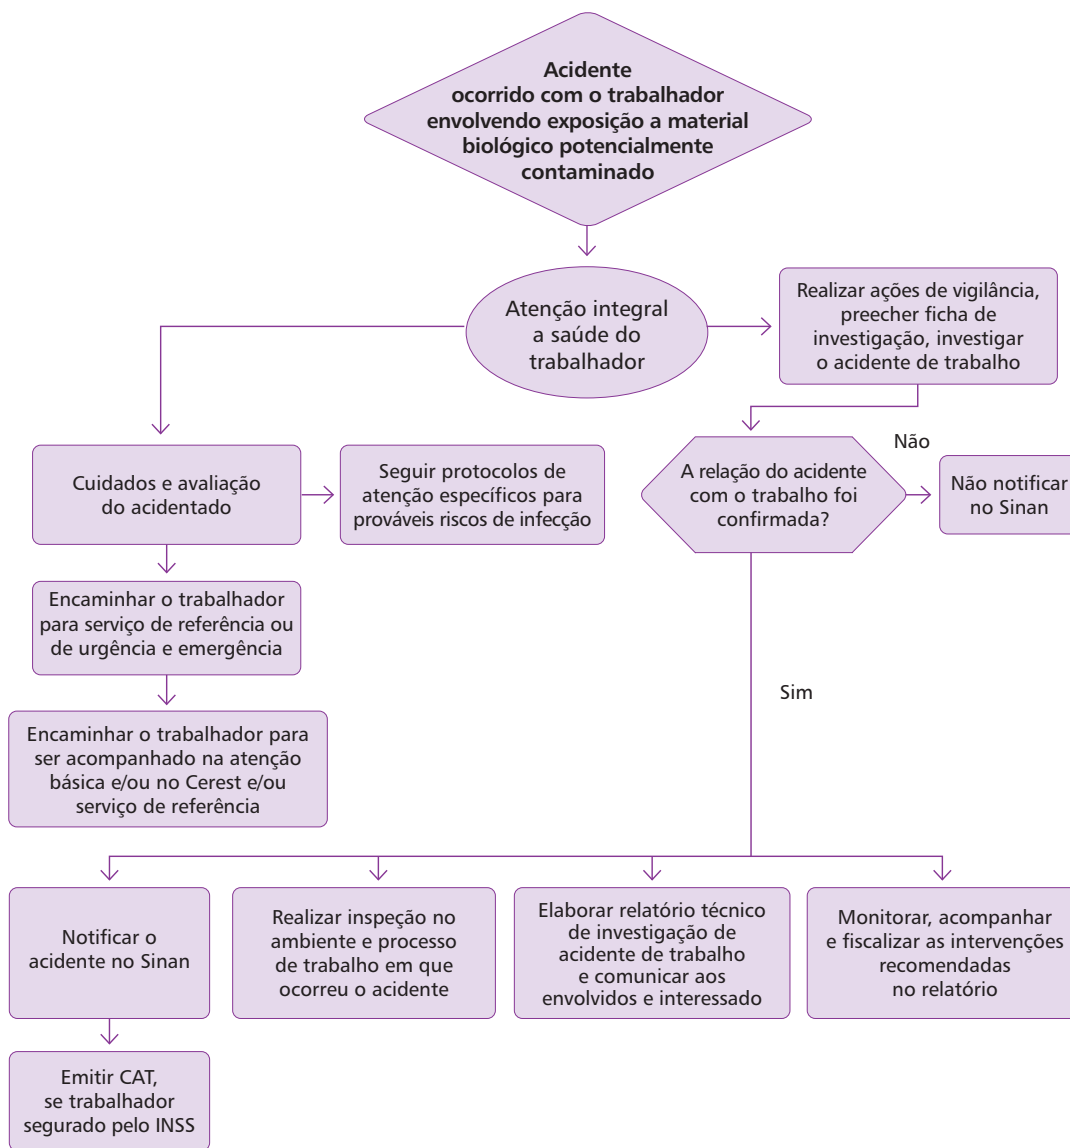 Acidente
ocorrido com o trabalhador
envolvendo exposição a material
biológico potencialmente
contaminado
Atenção integral
a saúde do
trabalhador
Realizar ações de vigilância,
preecher ficha de
investigação, investigar
o acidente de trabalho
Cuidados e avaliação
do acidentado
Seguir protocolos de
atenção específicos para
prováveis riscos de infecção
A relação do acidente
com o trabalho foi
confirmada?
Não
Não notificar
no Sinan
Encaminhar o trabalhador
para serviço de referência ou
de urgência e emergência
Sim
Encaminhar o trabalhador para
ser acompanhado na atenção
básica e/ou no Cerest e/ou
serviço de referência
Notificar o
acidente no Sinan
Realizar inspeção no
ambiente e processo
de trabalho em que
ocorreu o acidente
Elaborar relatório técnico
de investigação de
acidente de trabalho
e comunicar aos
envolvidos e interessado
Monitorar, acompanhar
e fiscalizar as intervenções
recomendadas
no relatório
Emitir CAT,
se trabalhador
segurado pelo INSS